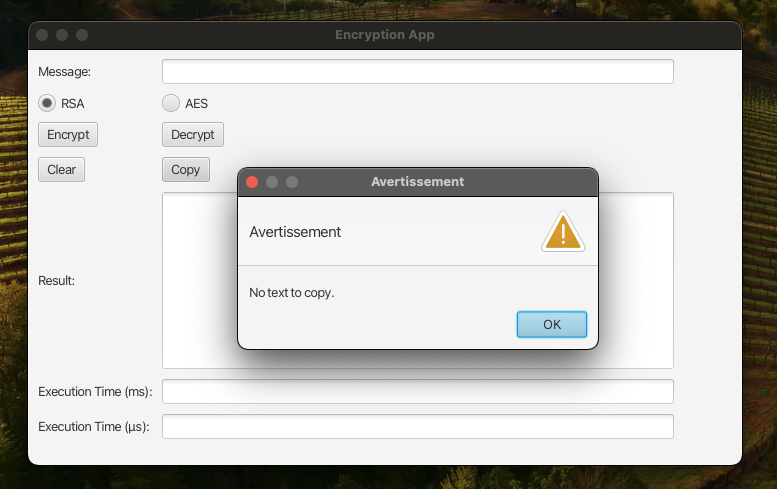 Encryption App
Message:
RSA
AES
Encrypt
Decrypt
Clear
Copy
Avertissement
Avertissement
No text to copy.
OK
Result:
Execution Time (ms):
Execution Time (µs):